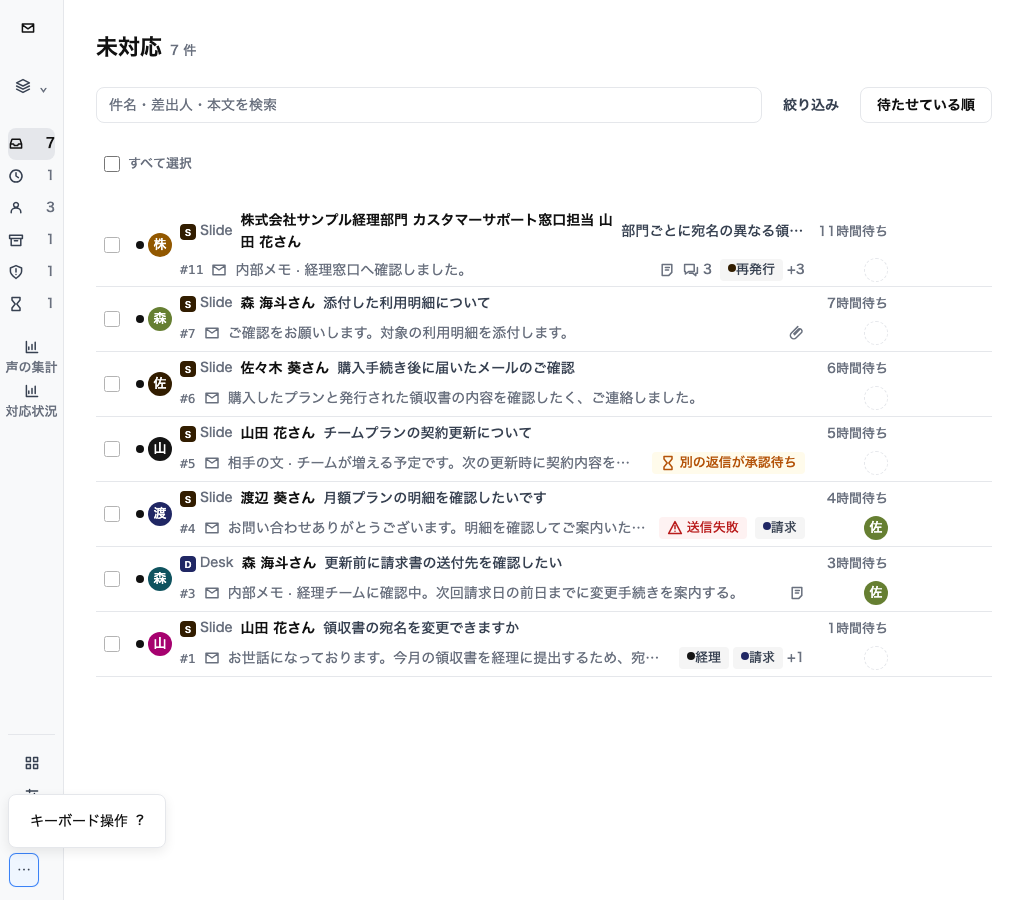 未対応 7 件
件名・差出人・本文を検索
絞り込み
待たせている順
7
1
3
1
1
1
声の集計
対応状況
すべて選択
株 S Slide 株式会社サンプル経理部門 カスタマーサポート窓口担当 山田 花さん 部門ごとに宛名の異なる領… 11時間待ち
#11 内部メモ · 経理窓口へ確認しました。 3 再発行 +3
森 S Slide 森 海斗さん 添付した利用明細について 7時間待ち
#7 ご確認をお願いします。対象の利用明細を添付します。
佐 S Slide 佐々木 葵さん 購入手続き後に届いたメールのご確認 6時間待ち
#6 購入したプランと発行された領収書の内容を確認したく、ご連絡しました。
山 S Slide 山田 花さん チームプランの契約更新について 5時間待ち
#5 相手の文 · チームが増える予定です。次の更新時に契約内容を… 別の返信が承認待ち
渡 S Slide 渡辺 葵さん 月額プランの明細を確認したいです 4時間待ち
#4 お問い合わせありがとうございます。明細を確認してご案内いた… 送信失敗 請求 佐
森 D Desk 森 海斗さん 更新前に請求書の送付先を確認したい 3時間待ち
#3 内部メモ · 経理チームに確認中。次回請求日の前日までに変更手続きを案内する。 佐
山 S Slide 山田 花さん 領収書の宛名を変更できますか 1時間待ち
#1 お世話になっております。今月の領収書を経理に提出するため、宛… 経理 請求 +1
キーボード操作 ?
…